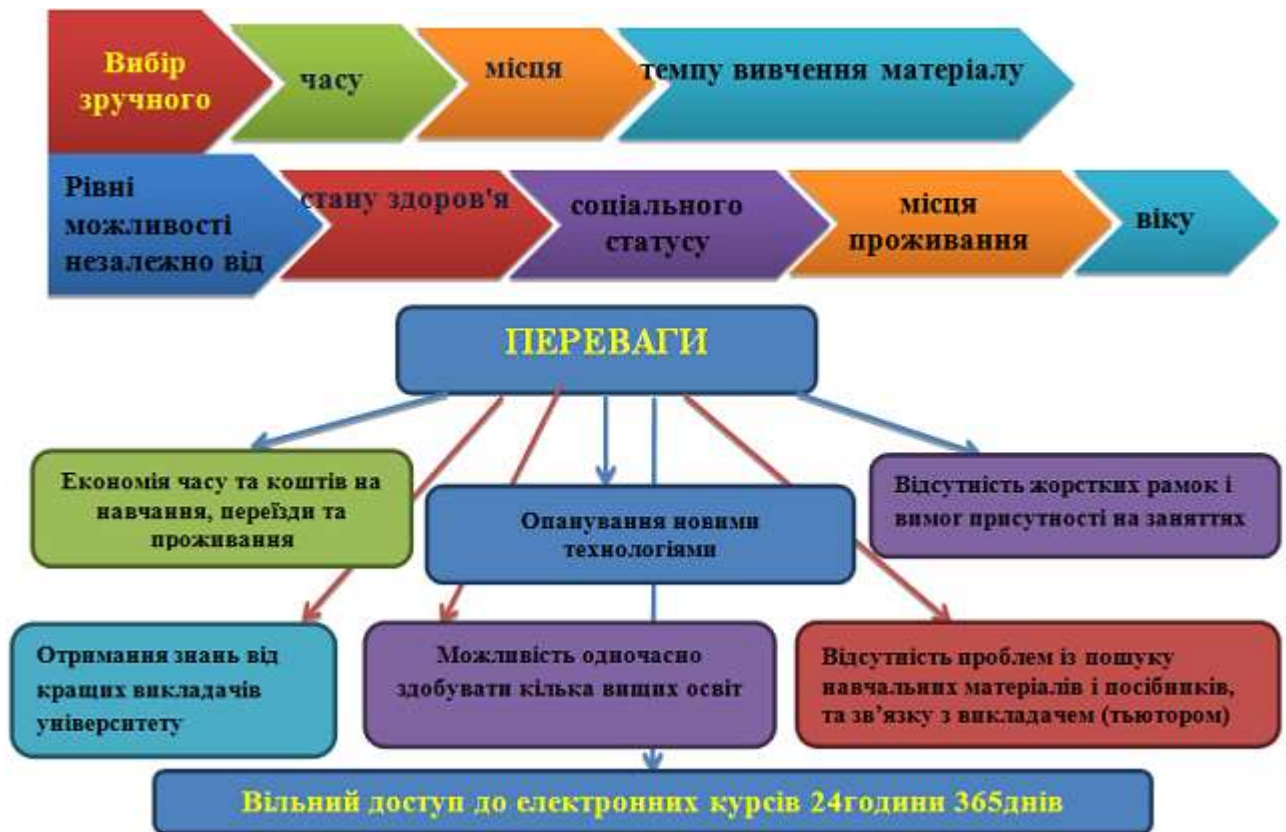 Вибір
зручного
часу
місця
темпу вивчення матеріалу
Рівні
можливості
незалежно від
стану здоров'я
соціального
статусу
місця
проживання
віку
ПЕРЕВАГИ
Економія часу та коштів на
навчання, переїзди та
проживання
Опанування новими
технологіями
Відсутність жорстких рамок і
вимог присутності на заняттях
Отримання знань від
кращих викладачів
університету
Можливість одночасно
здобувати кілька вищих освіт
Відсутність проблем із пошуку
навчальних матеріалів і посібників,
та зв’язку з викладачем (тьютором)
Вільний доступ до електронних курсів 24години 365днів